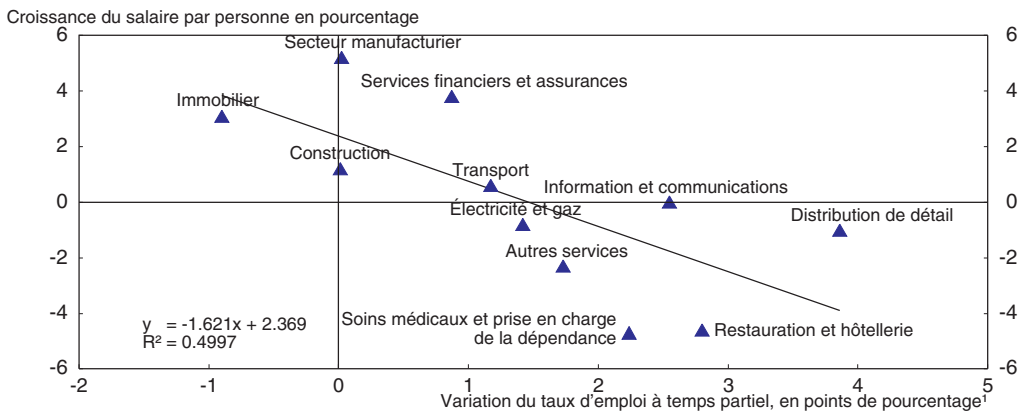 Croissance du salaire par personne en pourcentage
6
6
Secteur manufacturier
Services financiers et assurances
4
4
Immobilier
2
2
Construction
Transport
Information et communications
0
0
Électricité et gaz
Distribution de détail
Autres services
-2
-2
-4
-4
y = -1.621x + 2.369
R² = 0.4997
Soins médicaux et prise en charge
de la dépendance
Restauration et hôtellerie
-6
-6
-2
-1
0
1
2
3
4
5
Variation du taux d'emploi à temps partiel, en points de pourcentage¹